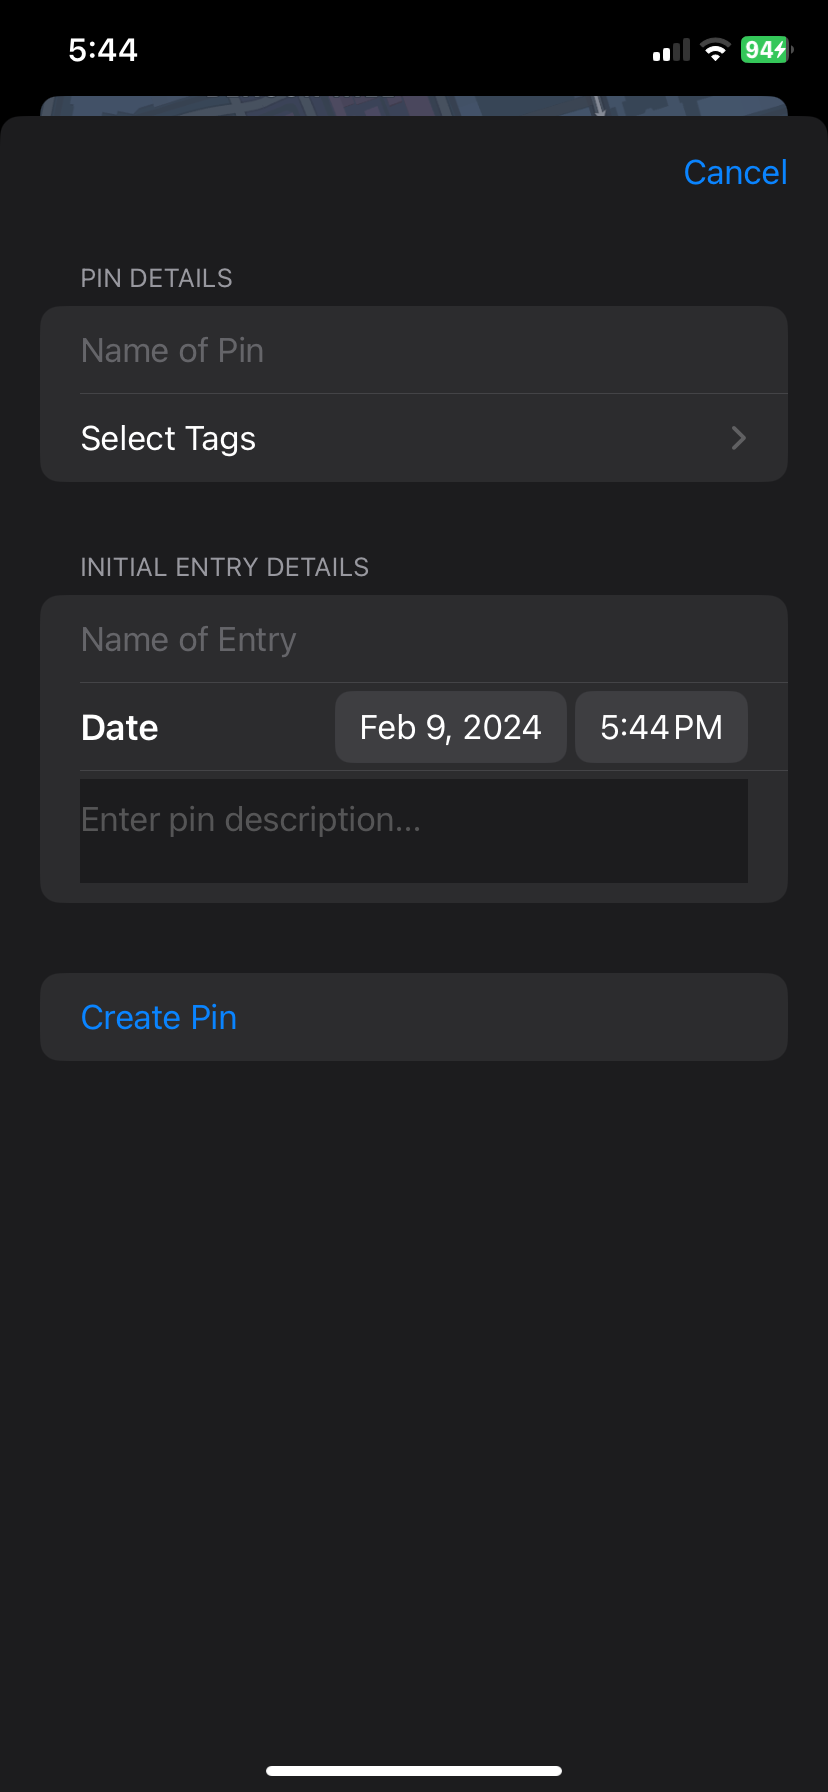 5:44
94
Cancel
PIN DETAILS
Name of Pin
Select Tags
INITIAL ENTRY DETAILS
Name of Entry
Date Feb 9, 2024 5:44 PM
Enter pin description...
Create Pin